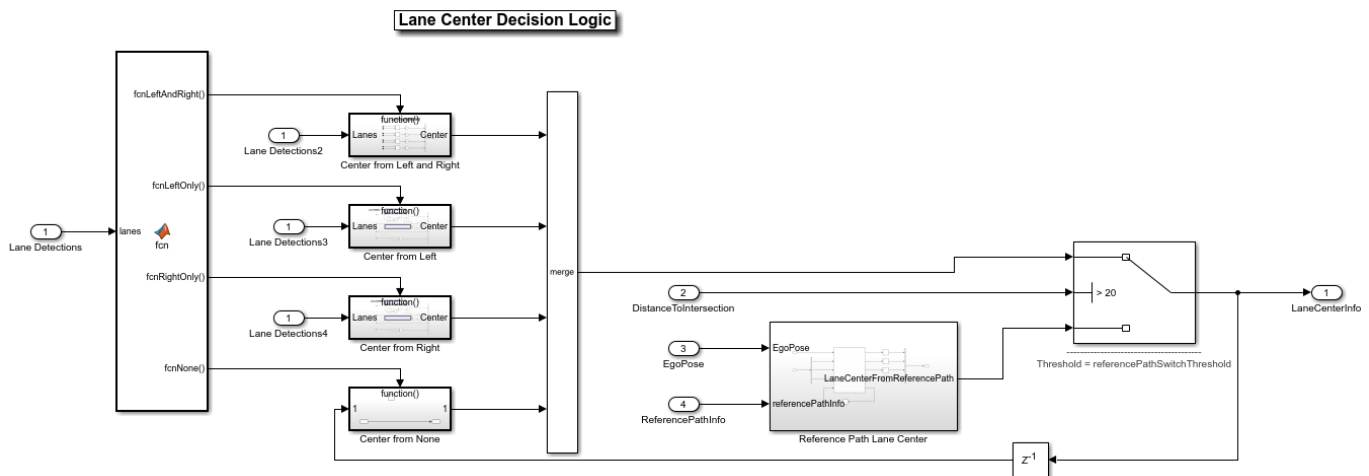 Lane Center Decision Logic
fcnLeftAndRight()
function()
1
Lanes
Center
Lane Detections2
Center from Left and Right
fcnLeftOnly()
function()
1
Lanes
Center
Lane Detections3
Center from Left
1
lanes
fcn
Lane Detections
fcnRightOnly()
function()
1
Lanes
Center
Lane Detections4
Center from Right
fcnNone()
function()
1
1
Center from None
merge
2
DistanceToIntersection
> 20
1
LaneCenterInfo
Threshold = referencePathSwitchThreshold
3
EgoPose
EgoPose
LaneCenterFromReferencePath
4
ReferencePathInfo
referencePathInfo
Reference Path Lane Center
Z-1